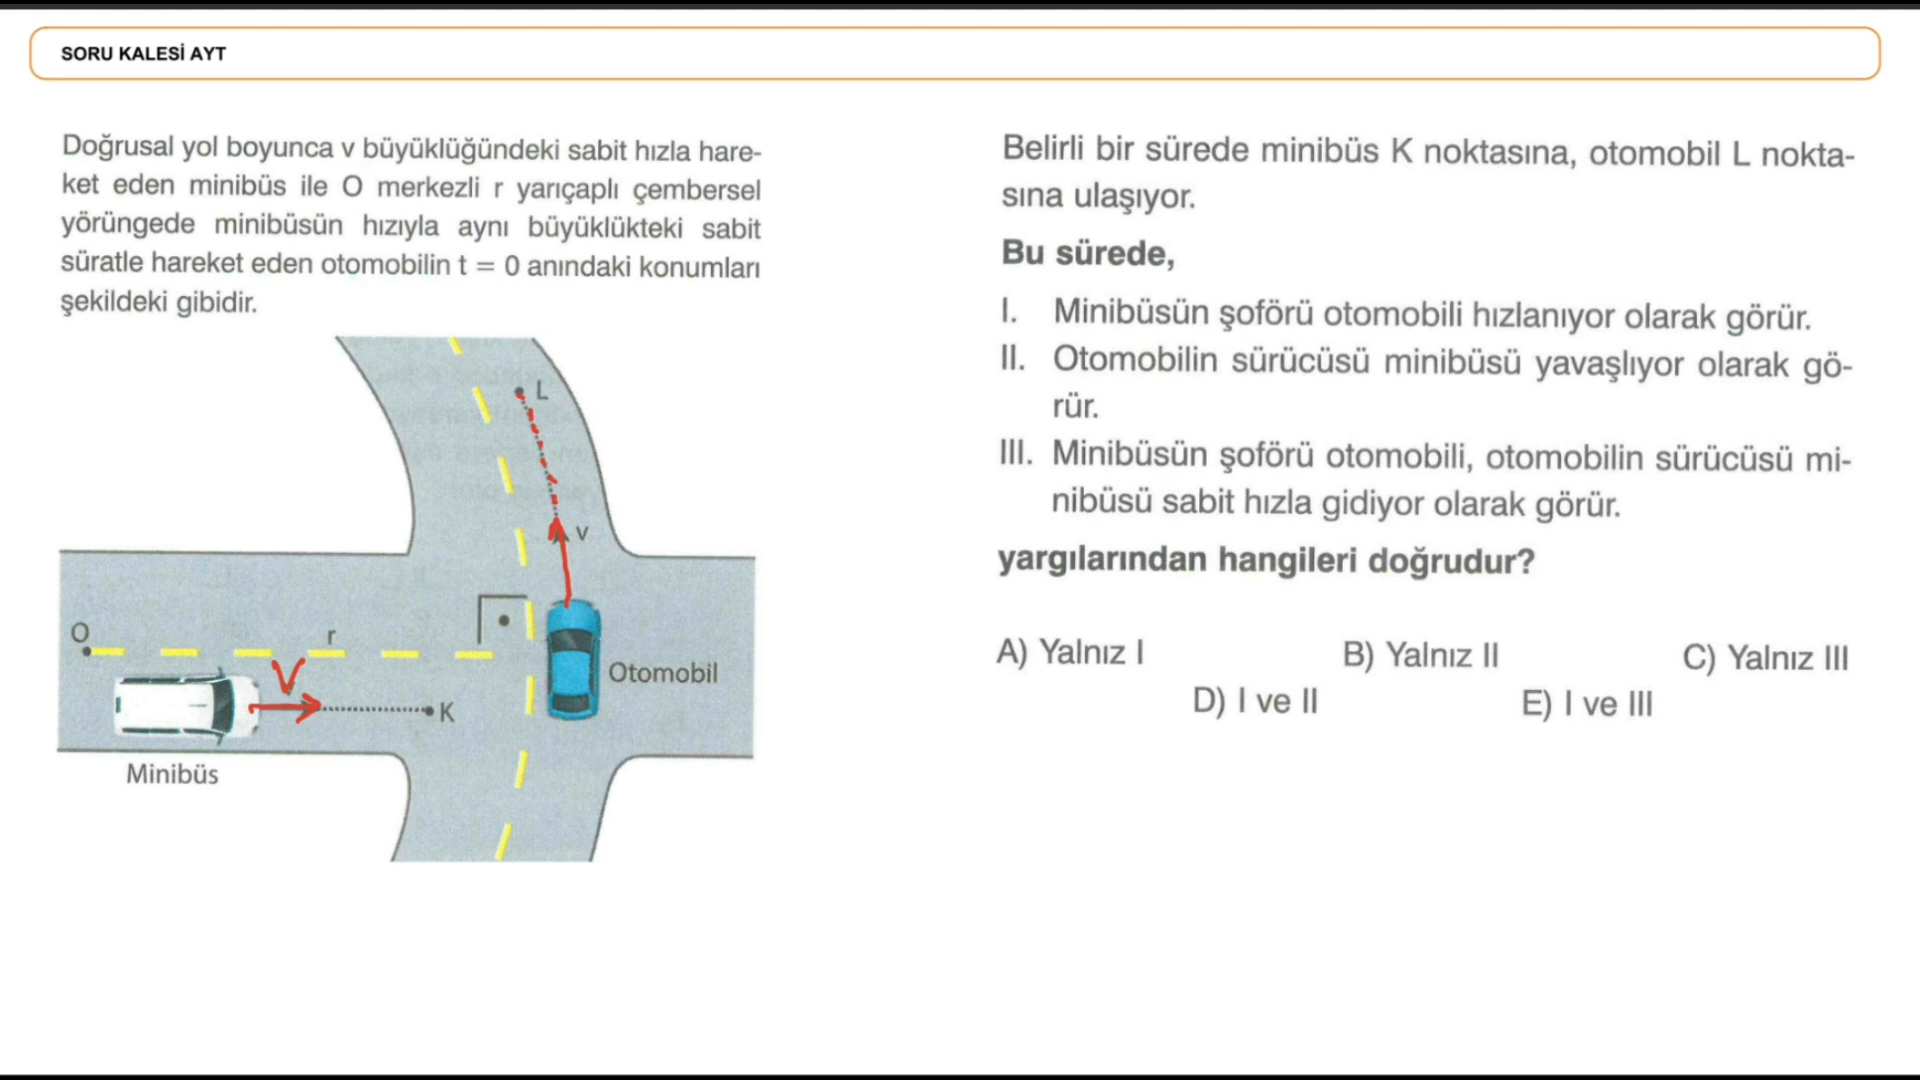 SORU KALESİ AYT
Doğrusal yol boyunca v büyüklüğündeki sabit hızla hare-
ket eden minibüs ile O merkezli r yarıçaplı çembersel
yörüngede minibüsün hızıyla aynı büyüklükteki sabit
süratle hareket eden otomobilin t = 0 anındaki konumları
şekildeki gibidir.
L
v
O
r
V
Otomobil
K
Minibüs
Belirli bir sürede minibüs K noktasına, otomobil L nokta-
sına ulaşıyor.
Bu sürede,
I. Minibüsün şoförü otomobili hızlanıyor olarak görür.
II. Otomobilin sürücüsü minibüsü yavaşlıyor olarak gö-
rür.
III. Minibüsün şoförü otomobili, otomobilin sürücüsü mi-
nibüsü sabit hızla gidiyor olarak görür.
yargılarından hangileri doğrudur?
A) Yalnız I B) Yalnız II C) Yalnız III
D) I ve II E) I ve III